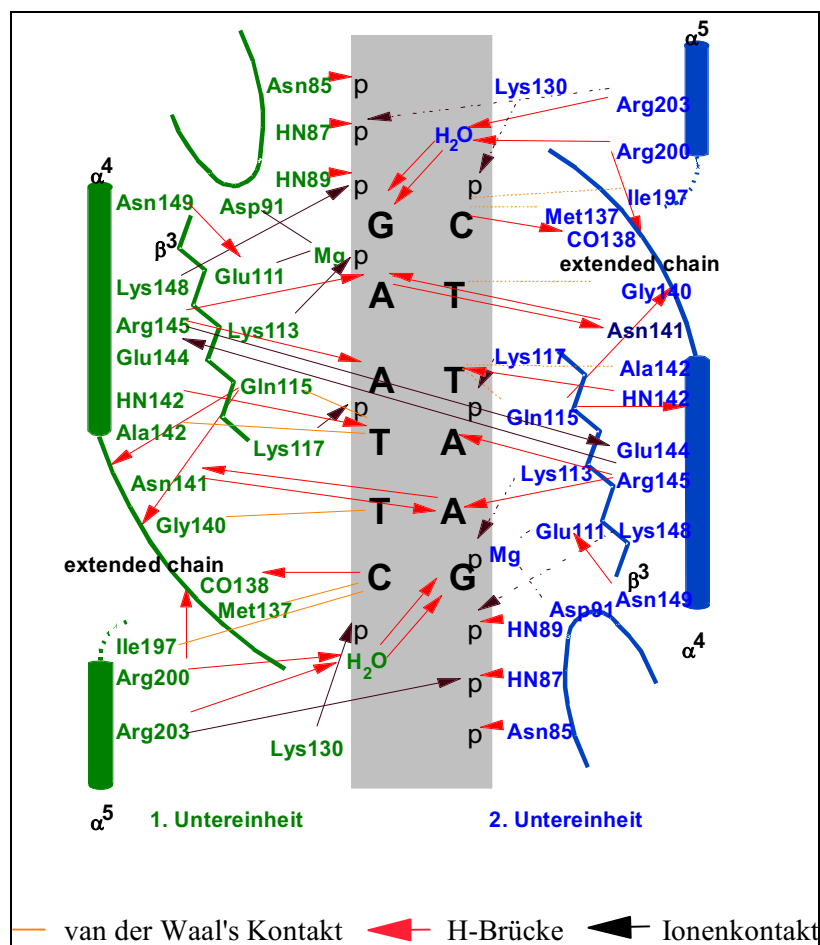 α5
Asn85 p Lys130
Arg203
HN87 p H2O
Arg200
α4 HN89 p p
Asn149 Asp91 Ile197
G C Met137
β3 CO138
Mg p extended chain
Glu111
Lys148 A T Gly140
Arg145 Lys113 Asn141
Glu144 Lys117
A T Ala142
HN142 Gln115 p p HN142
Ala142 Gln115
Lys117 T A Glu144
Asn141 Lys113 Arg145
Gly140 T A
Glu111 Lys148
extended chain p Mg
CO138 C G β3
Met137 Asp91 Asn149
Ile197 p p HN89
α4
Arg200 H2O
p HN87
Arg203
Lys130 p Asn85
α5 1. Untereinheit 2. Untereinheit
van der Waal's Kontakt H-Brücke Ionenkontakt